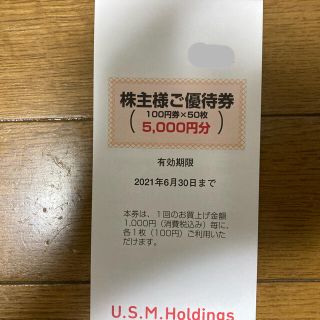 株主様ご優待券
(100円券×50枚
5,000円分)
有効期限
2021年6月30日まで
本券は、1回のお買上げ金額
1,000円(消費税込み)毎に、
各1枚(100円)ご利用いた
だけます。
U.S.M.Holdings